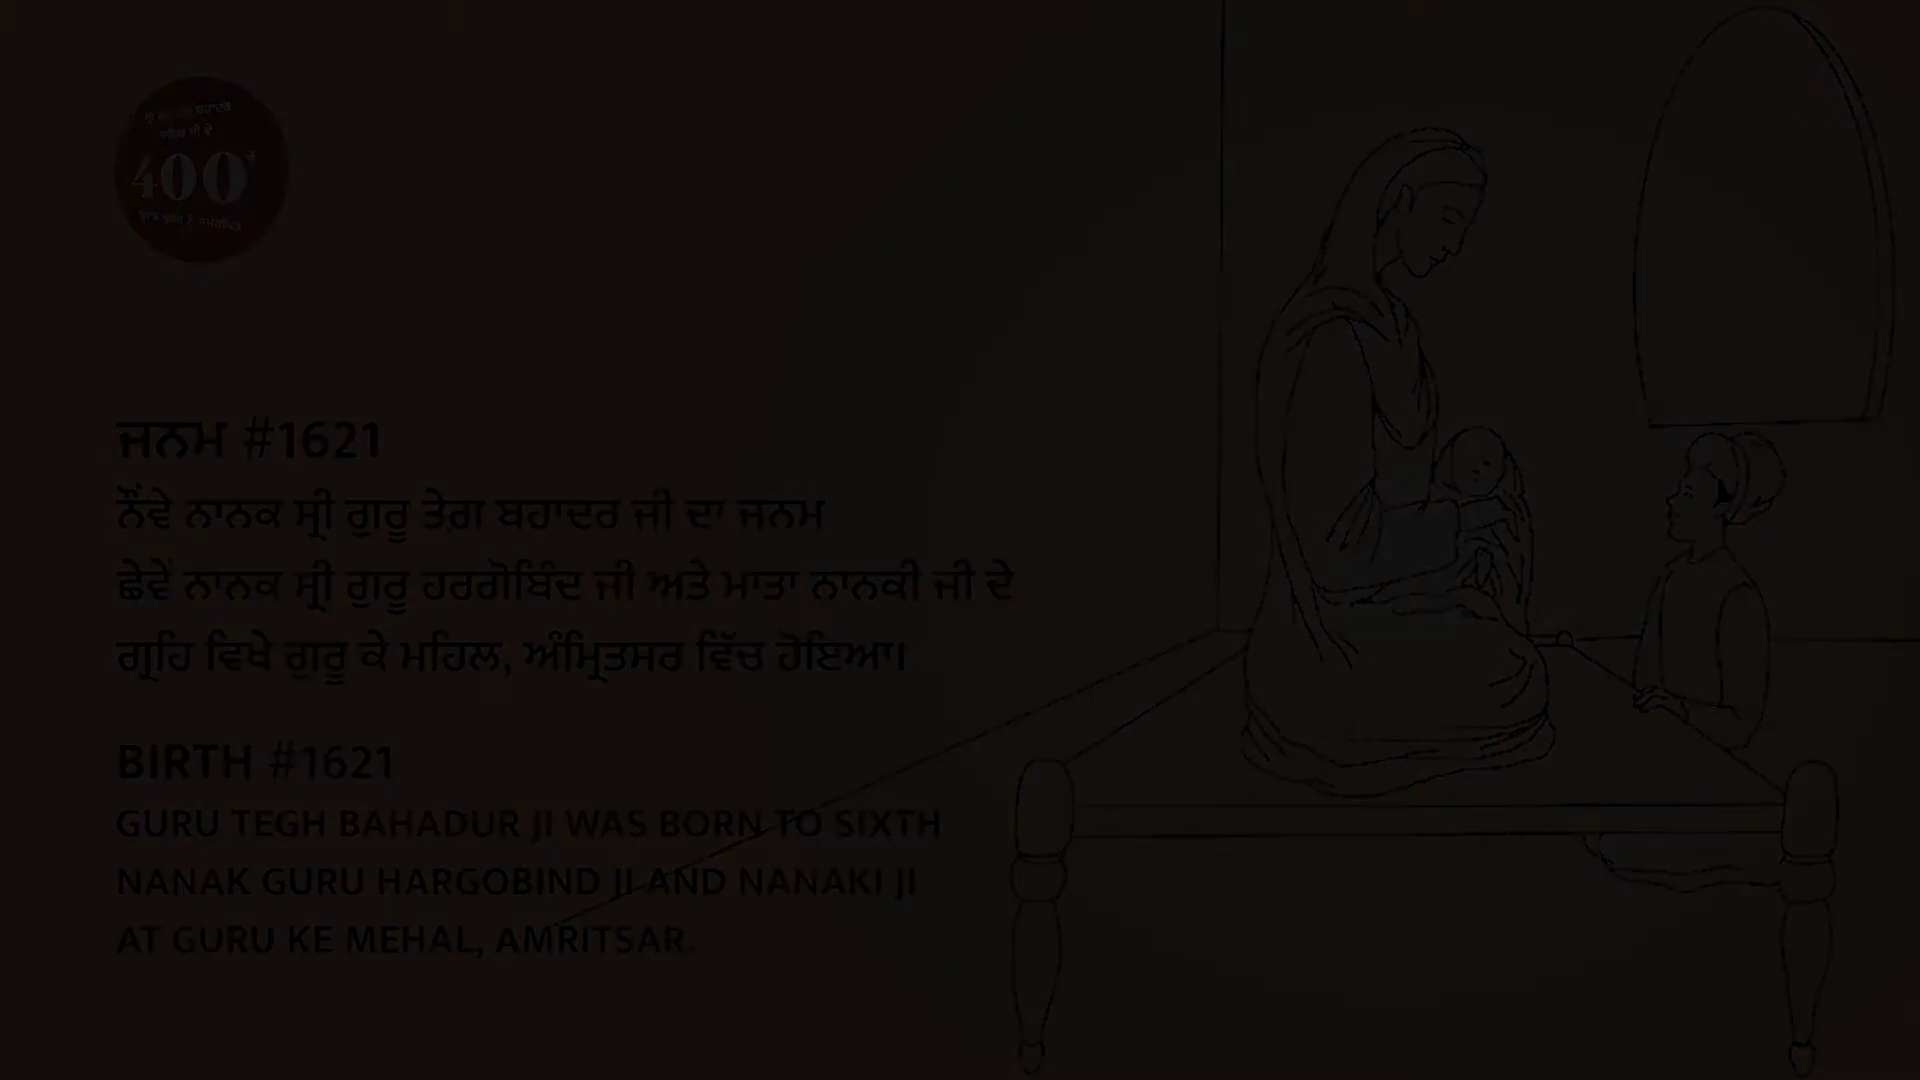 400
ਜਨਮ #1621
ਨੌਂਵੇ ਨਾਨਕ ਸ੍ਰੀ ਗੁਰੂ ਤੇਗ਼ ਬਹਾਦਰ ਜੀ ਦਾ ਜਨਮ
ਛੇਵੇਂ ਨਾਨਕ ਸ੍ਰੀ ਗੁਰੂ ਹਰਗੋਬਿੰਦ ਜੀ ਅਤੇ ਮਾਤਾ ਨਾਨਕੀ ਜੀ ਦੇ
ਗ੍ਰਹਿ ਵਿਖੇ ਗੁਰੂ ਕੇ ਮਹਿਲ, ਅੰਮ੍ਰਿਤਸਰ ਵਿੱਚ ਹੋਇਆ।
BIRTH #1621
GURU TEGH BAHADUR JI WAS BORN TO SIXTH
NANAK GURU HARGOBIND JI AND NANAKI JI
AT GURU KE MEHAL, AMRITSAR.